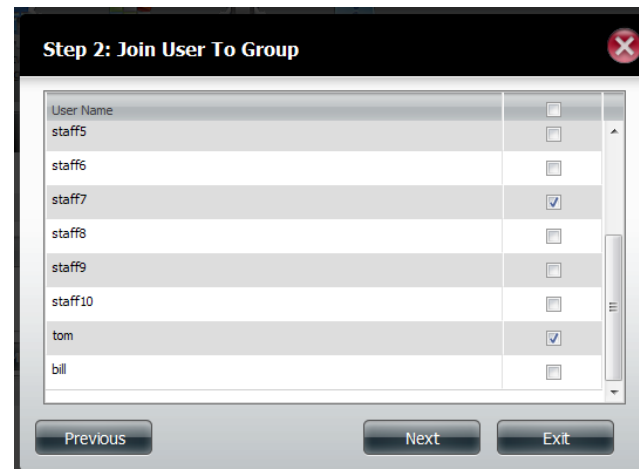 Step 2: Join User To Group
User Name
staff5
staff6
staff7
staff8
staff9
staff10
tom
bill
Previous Next Exit